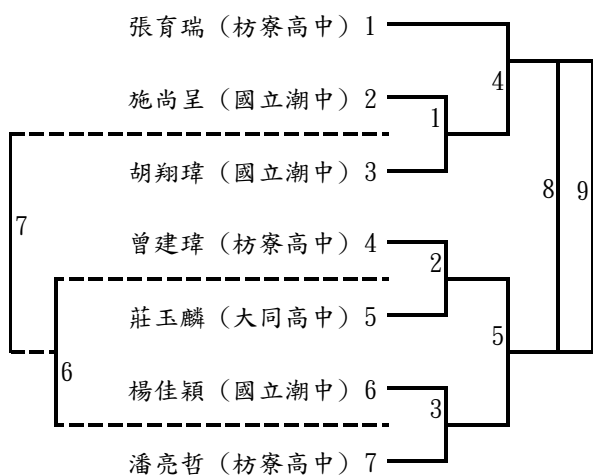 張育瑞（枋寮高中）1
4
施尚呈（國立潮中）2
1
胡翔瑋（國立潮中）3
7
8
9
曾建瑋（枋寮高中）4
2
莊玉麟（大同高中）5
5
6
楊佳穎（國立潮中）6
3
潘亮哲（枋寮高中）7